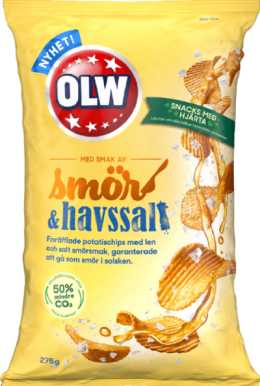 NYHET!
OLW
SNACKS MED
HJÄRTA
MED SMAK AV
smör
& havssalt
Finräfflade potatischips med len
och salt smörsmak, garanterade
att gå som smör i solsken.
50%
mindre
CO₂
275g